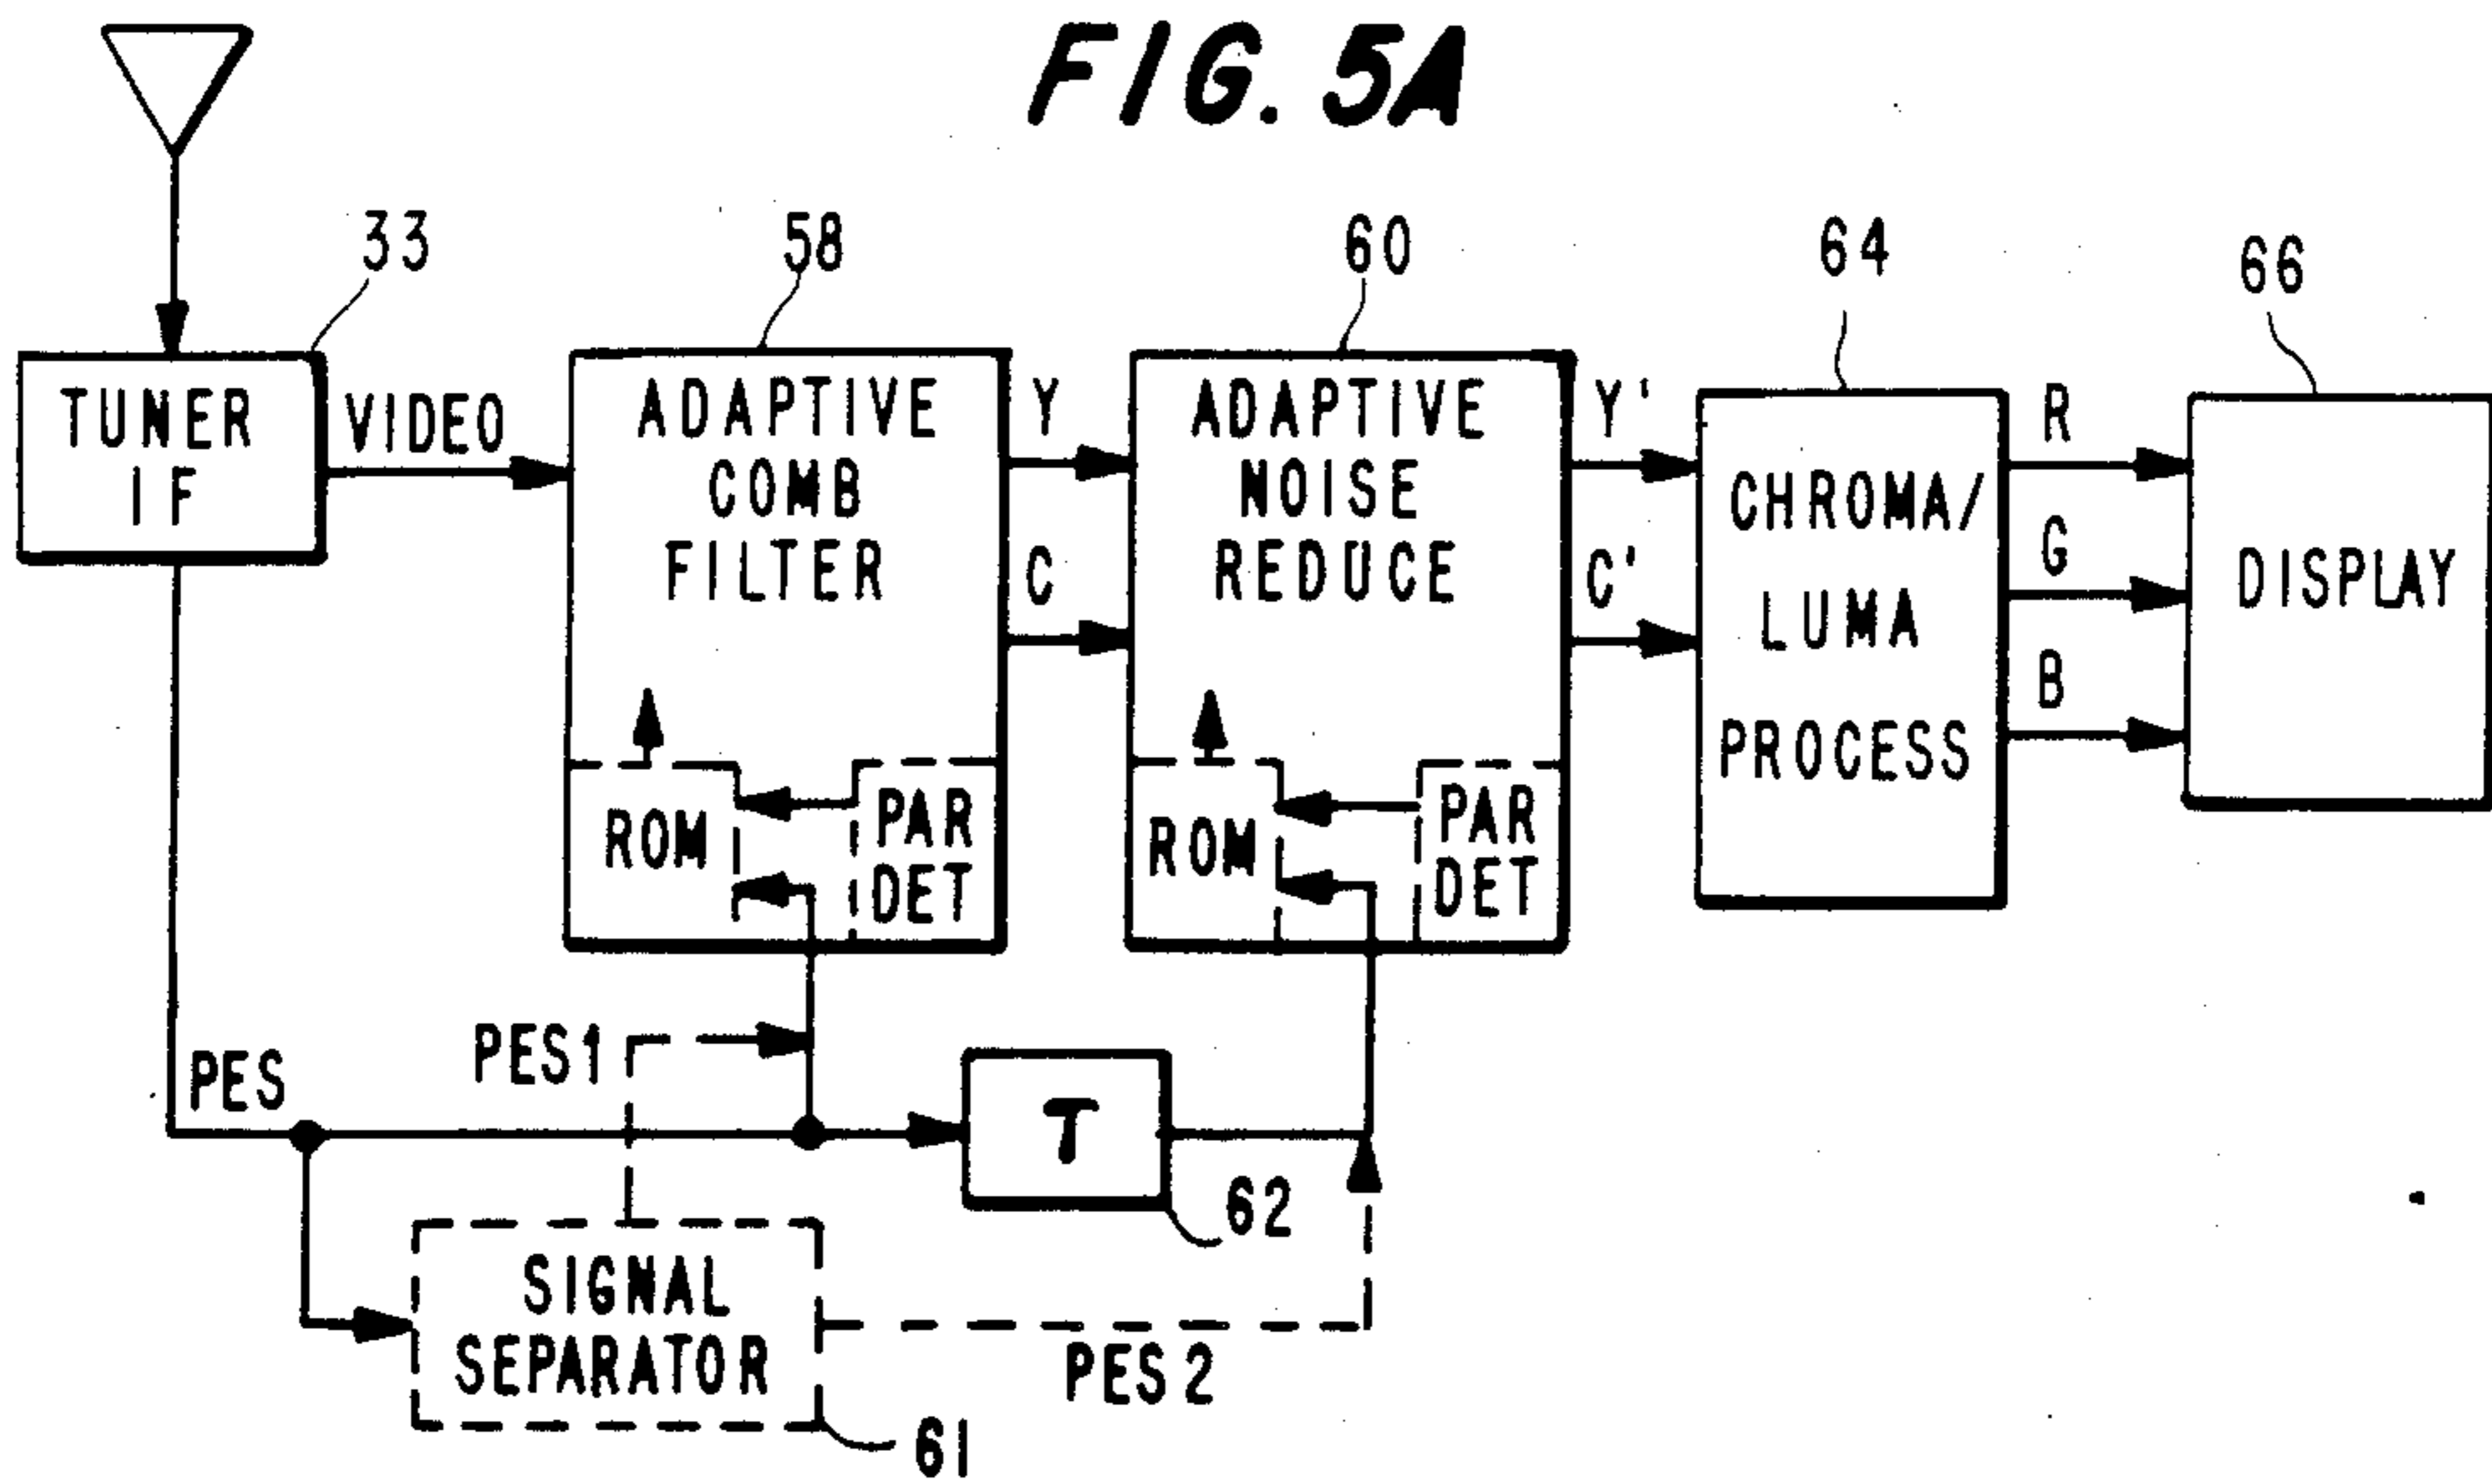 FIG. 5A
33
58
60
64
66
TUNER
IF
VIDEO
ADAPTIVE
COMB
FILTER
Y
C
ADAPTIVE
NOISE
REDUCE
Y'
C'
CHROMA/
LUMA
PROCESS
R
G
B
DISPLAY
ROM
PAR
DET
ROM
PAR
DET
PES
PES1
T
62
SIGNAL
SEPARATOR
PES2
61